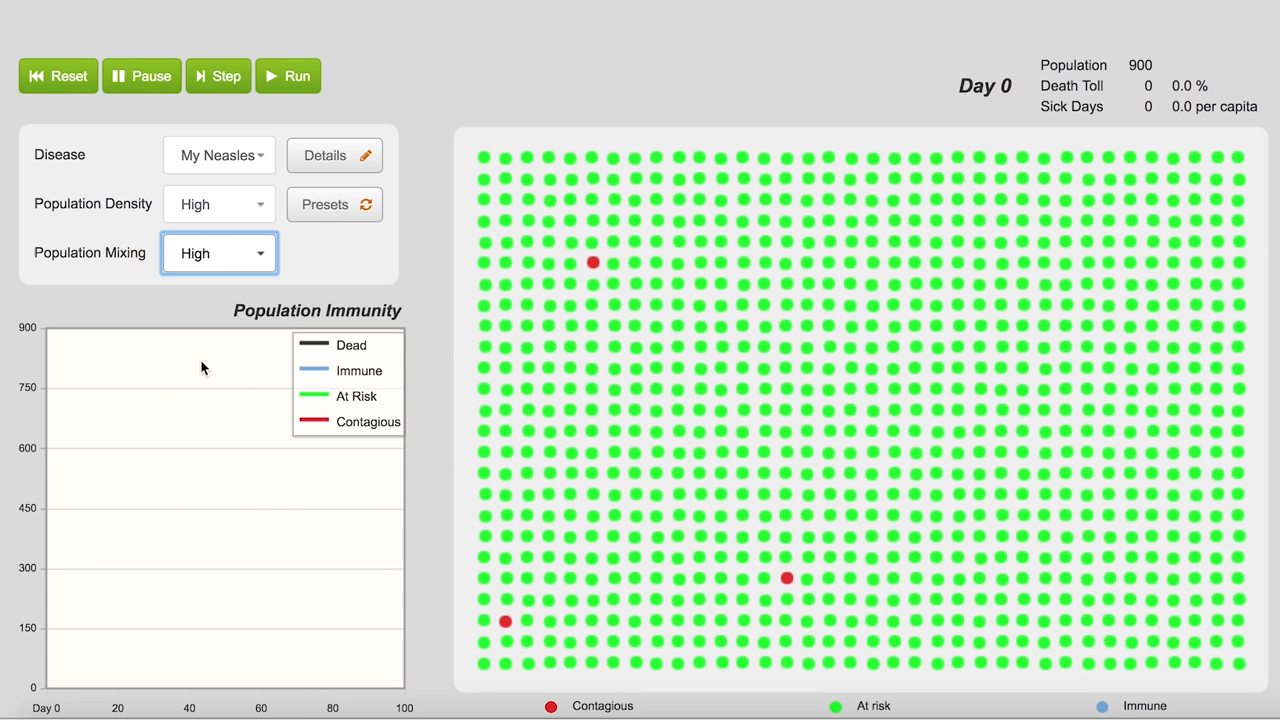 Reset Pause Step Run
Day 0
Population 900
Death Toll 0 0.0 %
Sick Days 0 0.0 per capita
Disease My Neasles Details
Population Density High Presets
Population Mixing High
Population Immunity
900
750
600
450
300
150
0
Dead
Immune
At Risk
Contagious
Day 0 20 40 60 80 100
Contagious At risk Immune